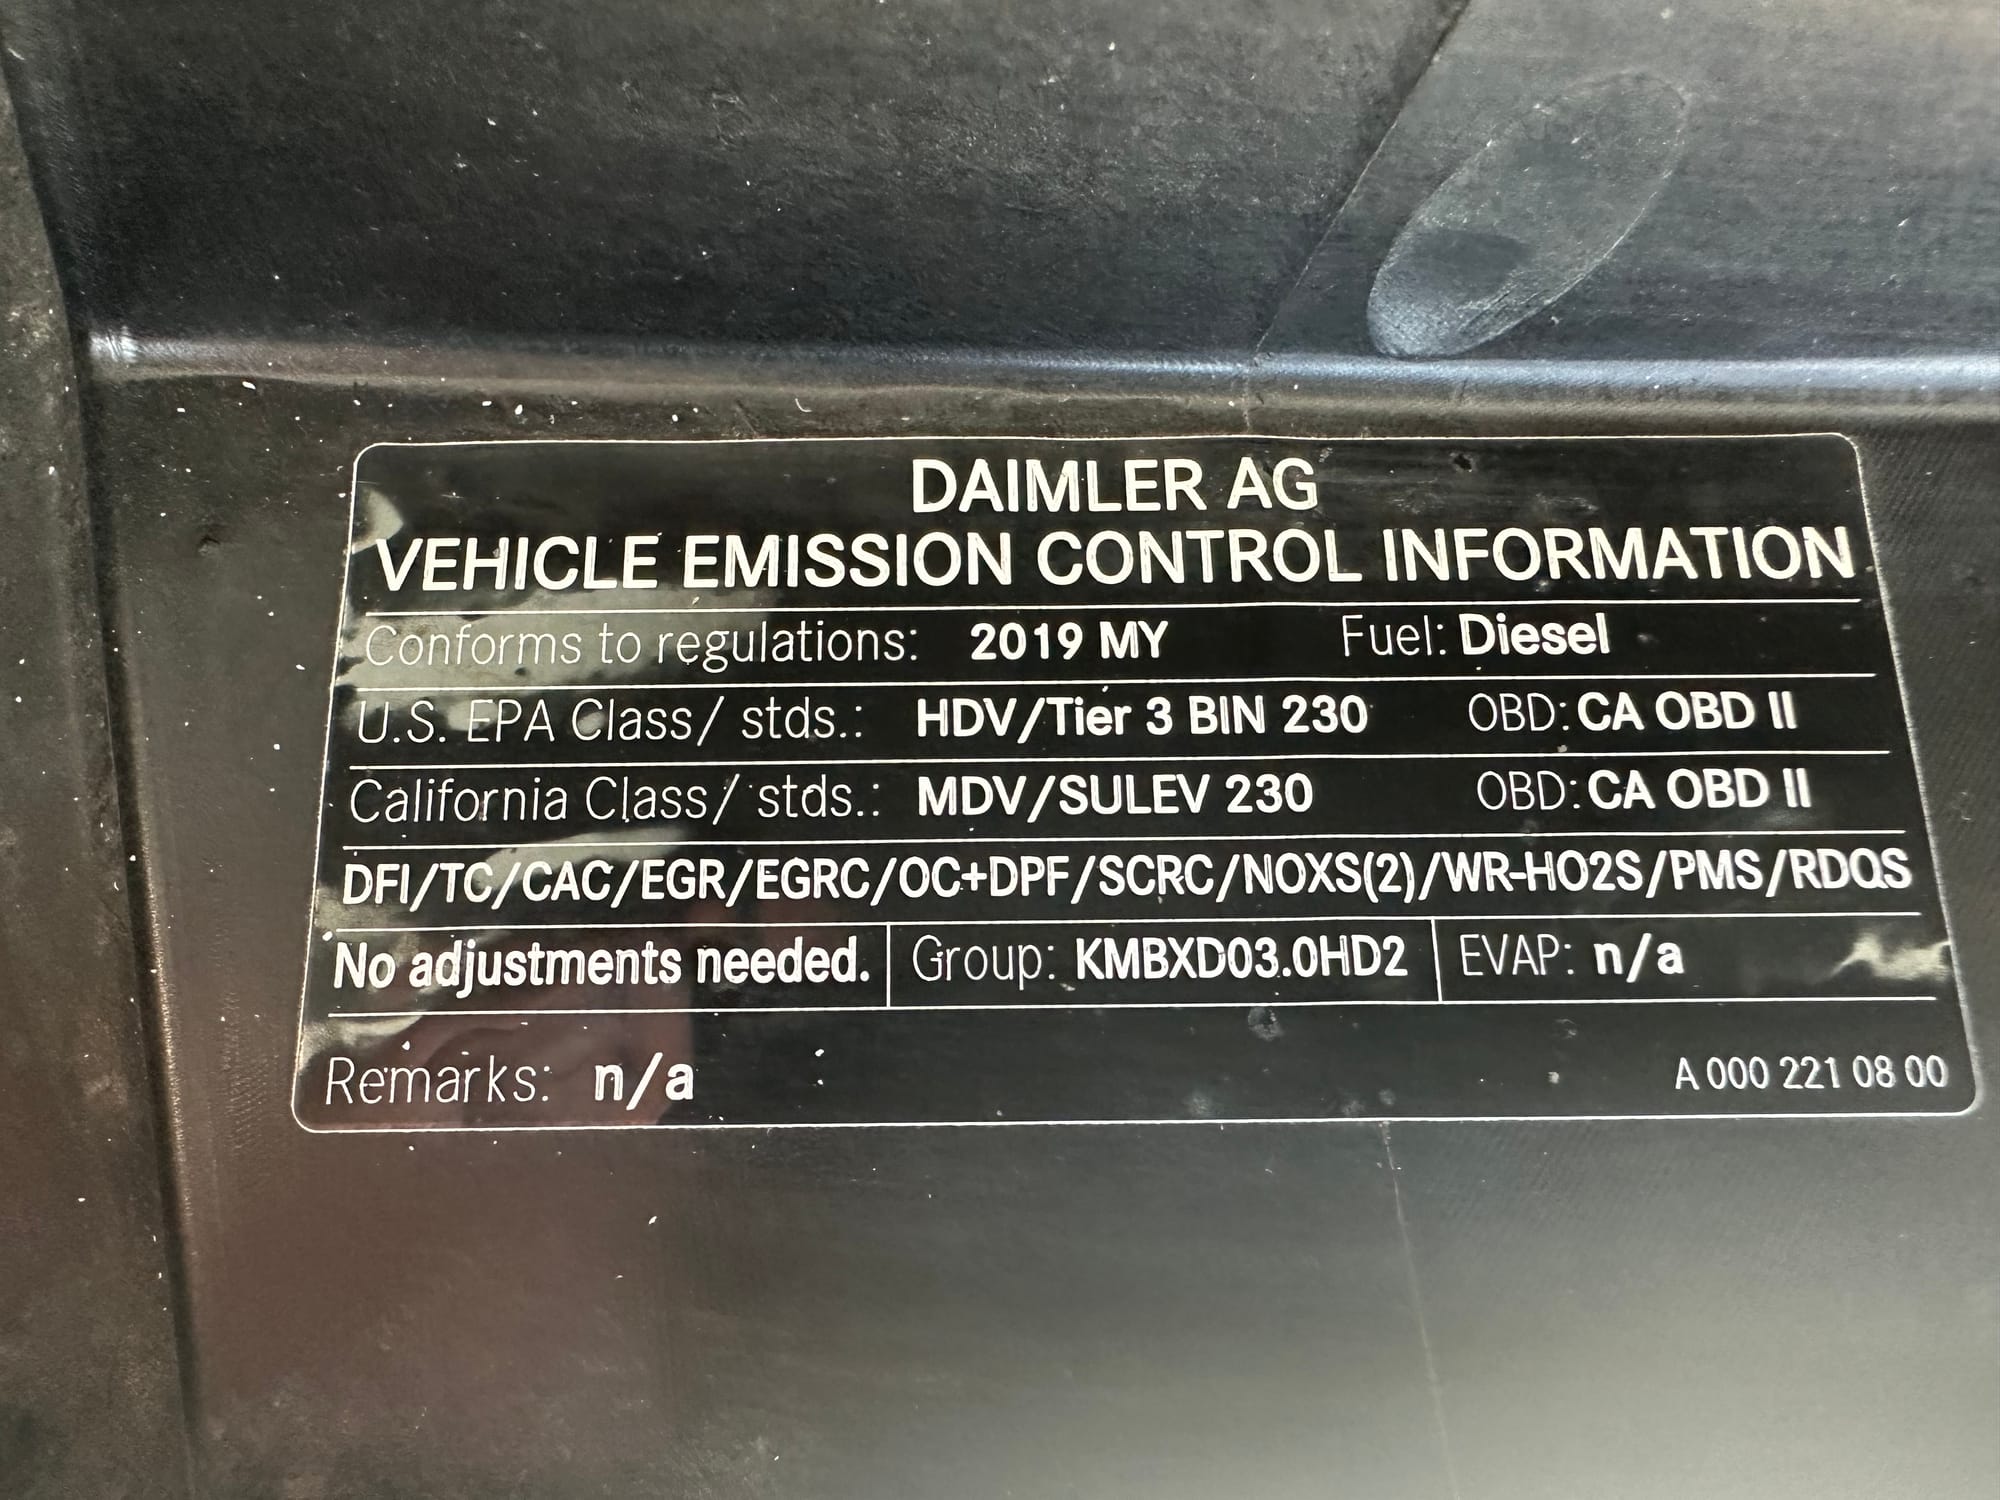 DAIMLER AG
VEHICLE EMISSION CONTROL INFORMATION
Conforms to regulations: 2019 MY Fuel: Diesel
U.S. EPA Class/ stds.: HDV/Tier 3 BIN 230 OBD: CA OBD II
California Class/ stds.: MDV/SULEV 230 OBD: CA OBD II
DFI/TC/CAC/EGR/EGRC/OC+DPF/SCRC/NOXS(2)/WR-HO2S/PMS/RDQS
No adjustments needed. Group: KMBXD03.0HD2 EVAP: n/a
Remarks: n/a A 000 221 08 00